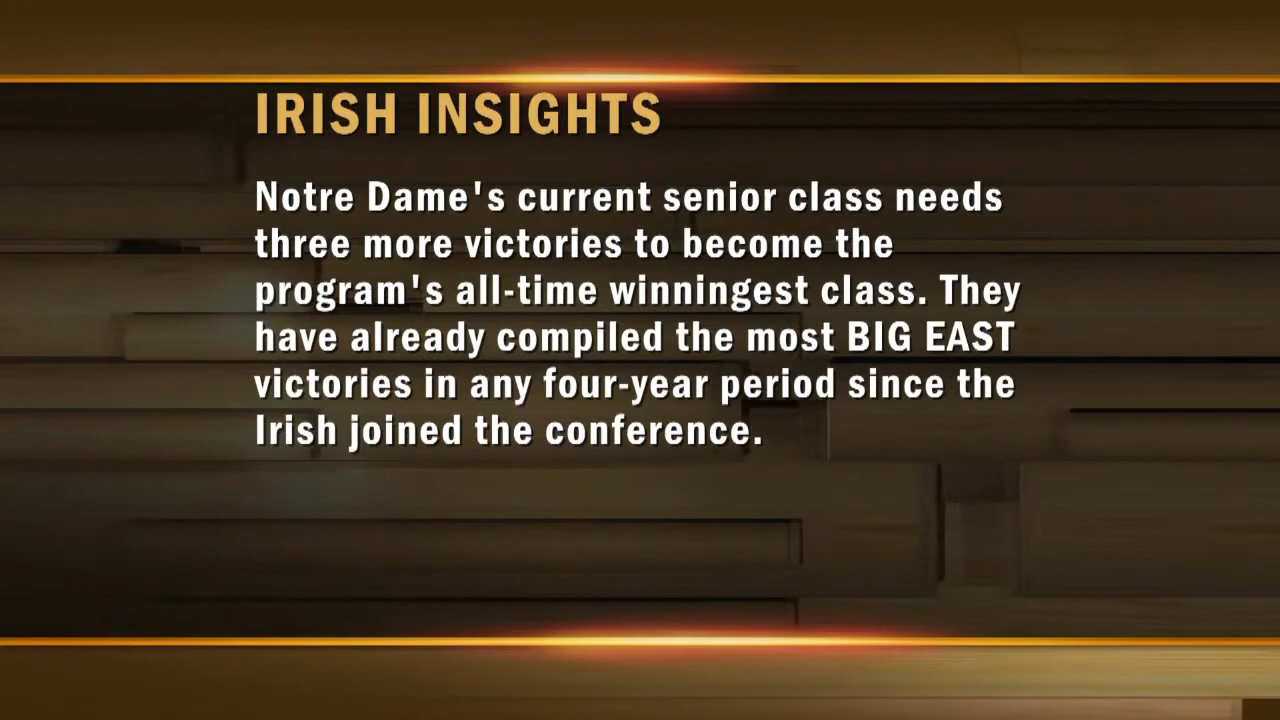 IRISH INSIGHTS
Notre Dame's current senior class needs
three more victories to become the
program's all-time winningest class. They
have already compiled the most BIG EAST
victories in any four-year period since the
Irish joined the conference.